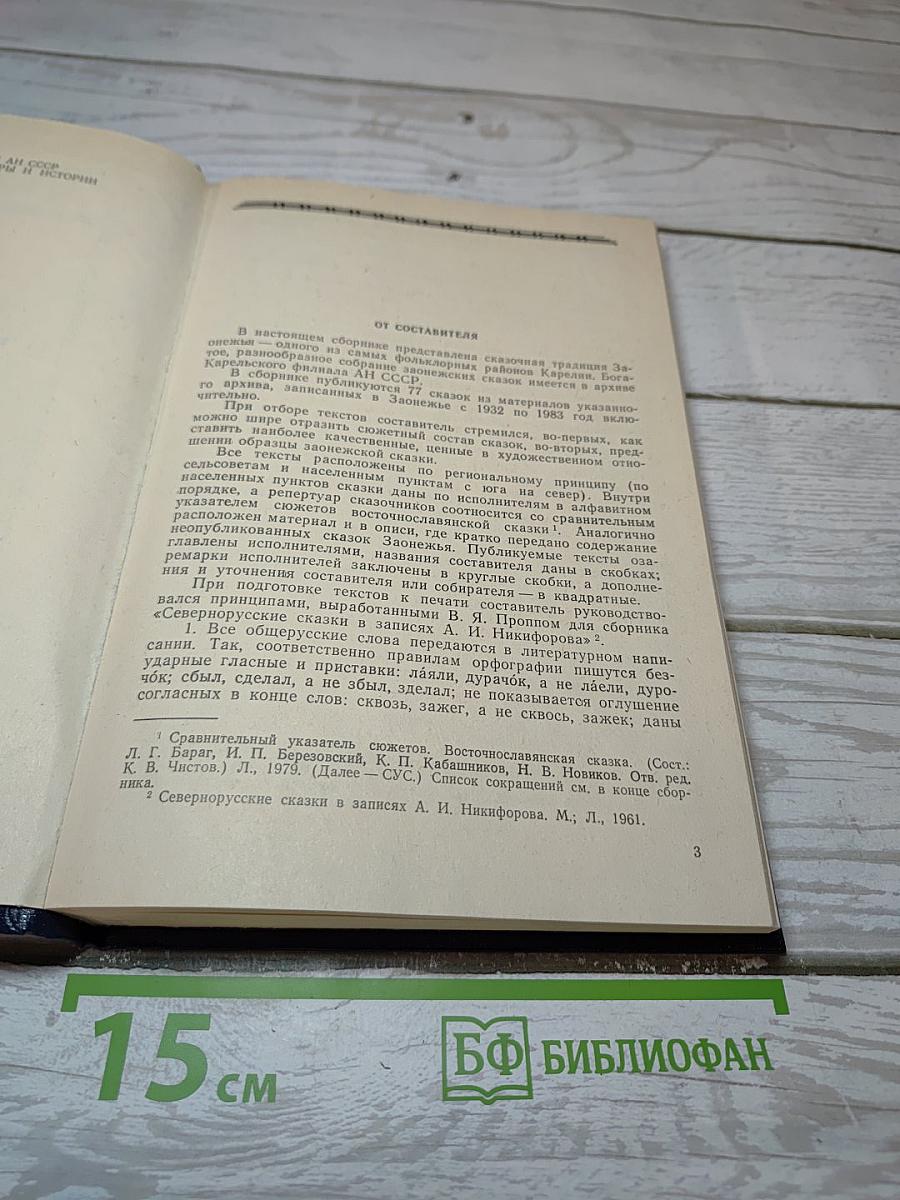 АН СССР
РЫ И ИСТОРИИ
ОТ СОСТАВИТЕЛЯ
В настоящем сборнике представлена сказочная традиция За-
онежья — одного из самых фольклорных районов Карелии. Бога-
тое, разнообразное собрание заонежских сказок имеется в архиве
Карельского филиала АН СССР.
В сборнике публикуются 77 сказок из материалов указанно-
го архива, записанных в Заонежье с 1932 по 1983 год вклю-
чительно.
При отборе текстов составитель стремился, во-первых, как
можно шире отразить сюжетный состав сказок, во-вторых, пред-
ставить наиболее качественные, ценные в художественном отно-
шении образцы заонежской сказки.
Все тексты расположены по региональному принципу (по
сельсоветам и населенным пунктам с юга на север). Внутри
населенных пунктов сказки даны по исполнителям в алфавитном
порядке, а репертуар сказочников соотносится со сравнительным
указателем сюжетов восточнославянской сказки¹. Аналогично
расположен материал и в описи, где кратко передано содержание
неопубликованных сказок Заонежья. Публикуемые тексты оза-
главлены исполнителями, названия составителя даны в скобках;
ремарки исполнителей заключены в круглые скобки, а дополне-
ния и уточнения составителя или собирателя — в квадратные.
При подготовке текстов к печати составитель руководство-
вался принципами, выработанными В. Я. Проппом для сборника
«Севернорусские сказки в записях А. И. Никифорова»².
1. Все общерусские слова передаются в литературном напи-
сании. Так, соответственно правилам орфографии пишутся без-
ударные гласные и приставки: ла́яли, дурачо́к, а не ла́ели, дуро-
чо́к; сбыл, сделал, а не збыл, зделал; не показывается оглушение
согласных в конце слов: сквозь, зажег, а не сквось, зажек; даны
¹ Сравнительный указатель сюжетов. Восточнославянская сказка. (Сост.:
Л. Г. Бараг, И. П. Березовский, К. П. Кабашников, Н. В. Новиков. Отв. ред.
К. В. Чистов.) Л., 1979. (Далее — СУС.) Список сокращений см. в конце сбор-
ника.
² Севернорусские сказки в записях А. И. Никифорова. М.; Л., 1961.
3
15 см
БФ БИБЛИОФАН